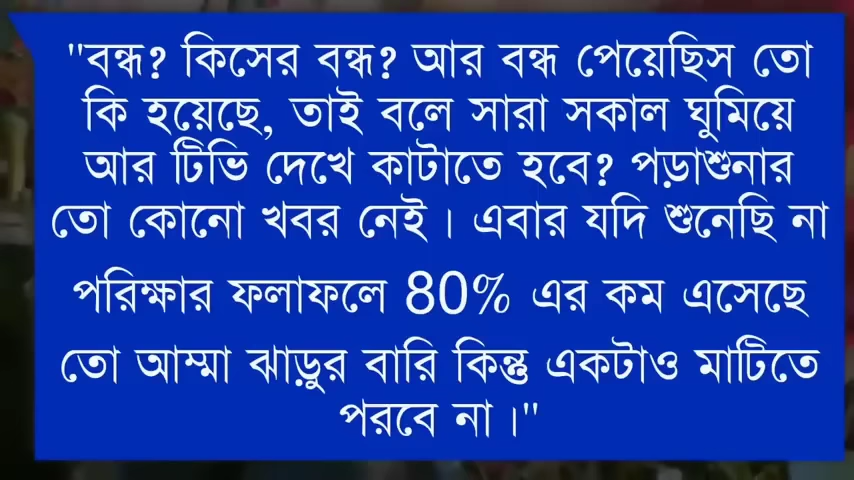 "বন্ধ? কিসের বন্ধ? আর বন্ধ পেয়েছিস তো
কি হয়েছে, তাই বলে সারা সকাল ঘুমিয়ে
আর টিভি দেখে কাটাতে হবে? পড়াশুনার
তো কোনো খবর নেই। এবার যদি শুনেছি না
পরিক্ষার ফলাফলে 80% এর কম এসেছে
তো আম্মা ঝাড়ুর বারি কিন্তু একটাও মাটিতে
পরবে না।"